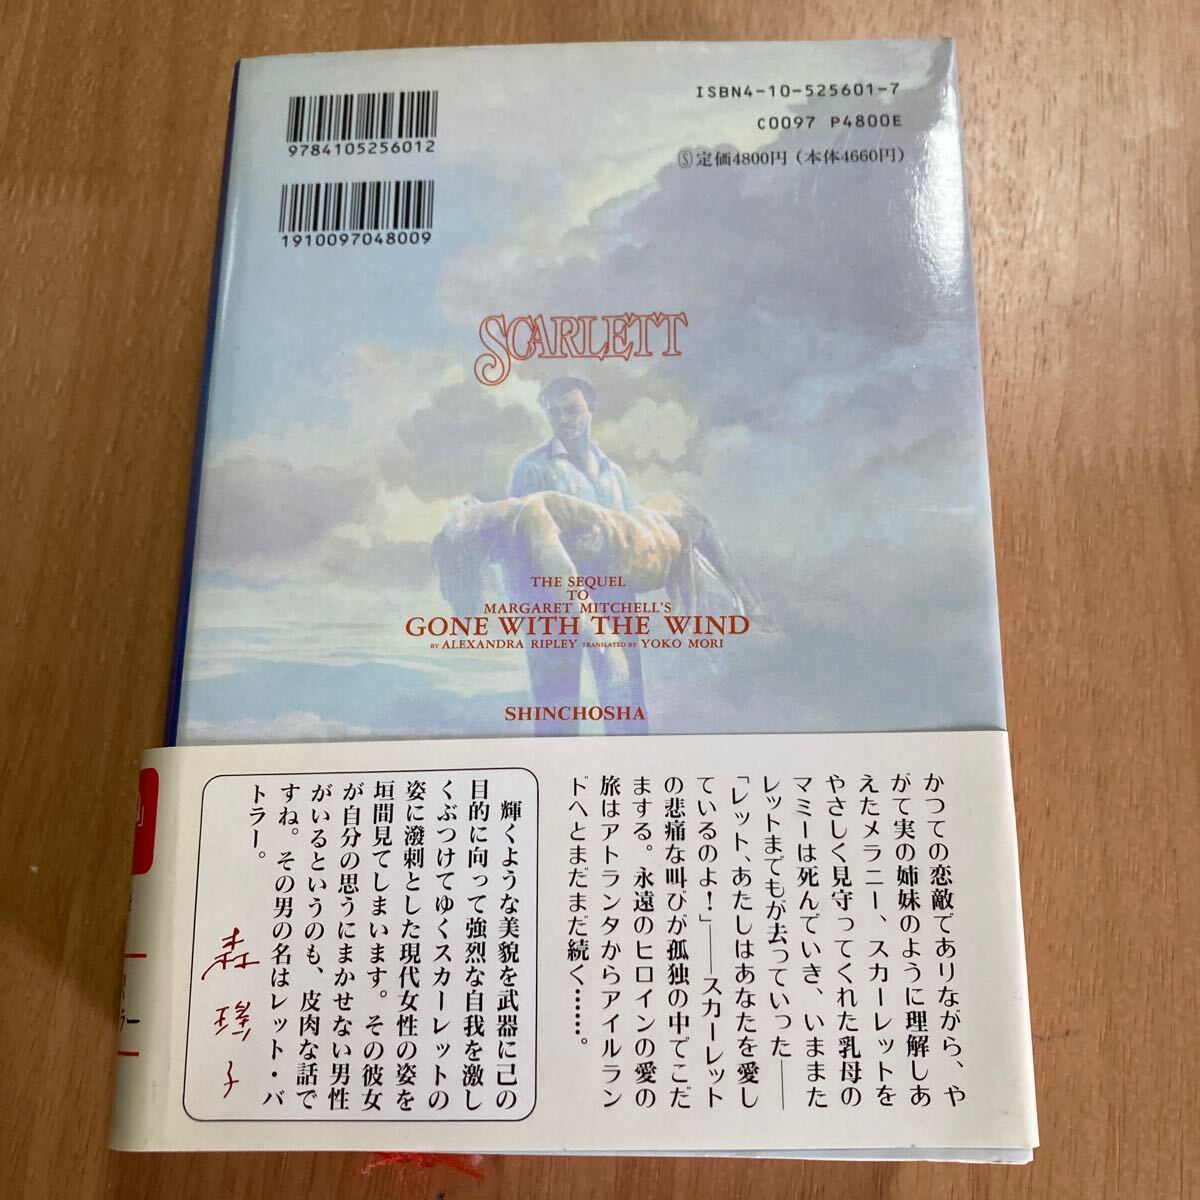 ISBN4-10-525601-7
C0097 P4800E
Ⓢ定価4800円(本体4660円)
9784105256012
1910097048009
SCARLETT
THE SEQUEL
TO
MARGARET MITCHELL'S
GONE WITH THE WIND
BY ALEXANDRA RIPLEY TRANSLATED BY YOKO MORI
SHINCHOSHA
かつての恋敵でありながら、や
がて実の姉妹のように理解しあ
えたメラニー、スカーレットを
やさしく見守ってくれた乳母の
マミーは死んでいき、いままた
レットまでもが去っていった——
「レット、あたしはあなたを愛し
ているのよ!」——スカーレット
の悲痛な叫びが孤独の中でこだ
まする。永遠のヒロインの愛の
旅はアトランタからアイルラン
ドへとまだまだ続く……。
輝くような美貌を武器に己の
目的に向って強烈な自我を激し
くぶつけてゆくスカーレットの
姿に潑剌とした現代女性の姿を
垣間見てしまいます。その彼女
が自分の思うにまかせない男性
がいるというのも、皮肉な話で
すね。その男の名はレット・バ
トラー。
森瑤子